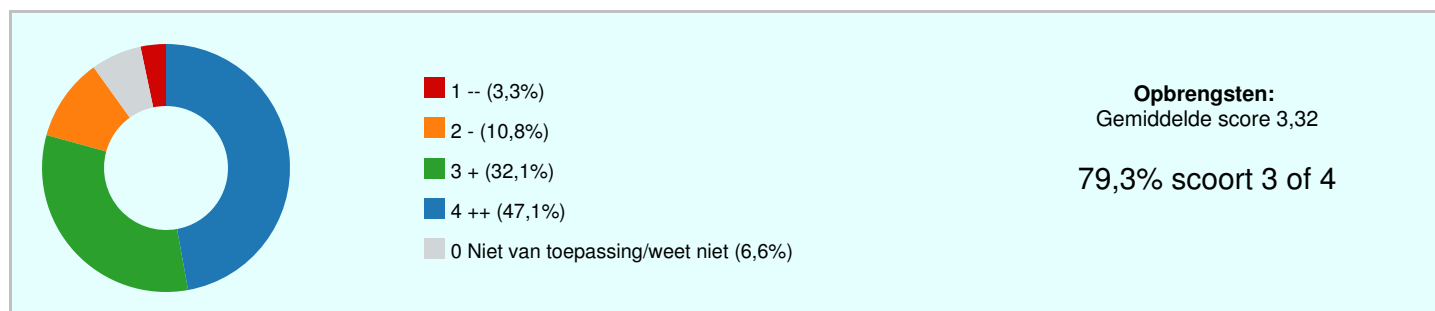 1 -- (3,3%)
2 - (10,8%)
3 + (32,1%)
4 ++ (47,1%)
0 Niet van toepassing/weet niet (6,6%)
Opbrengsten:
Gemiddelde score 3,32
79,3% scoort 3 of 4